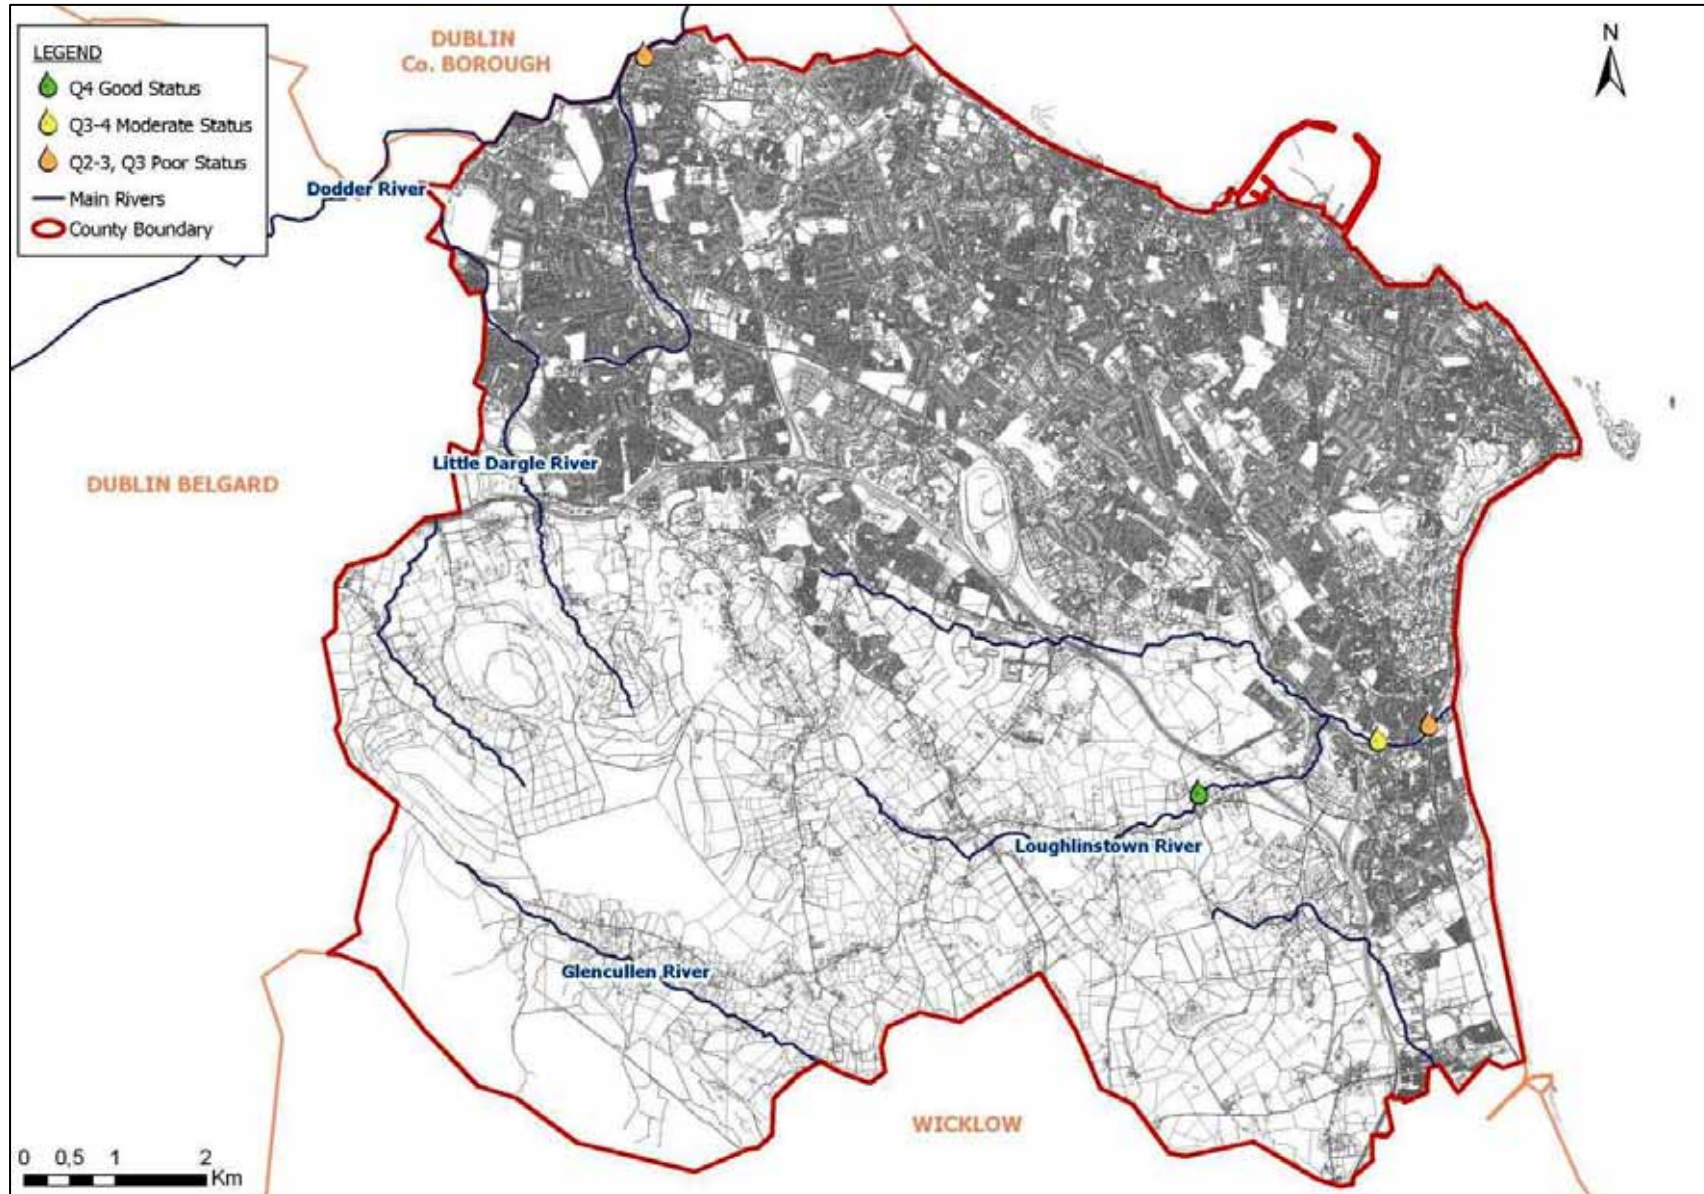 LEGEND
Q4 Good Status
Q3-4 Moderate Status
Q2-3, Q3 Poor Status
Main Rivers
County Boundary
DUBLIN
Co. BOROUGH
N
Dodder River
Little Dargle River
DUBLIN BELGARD
Loughlinstown River
Glencullen River
WICKLOW
0 0,5 1 2
Km